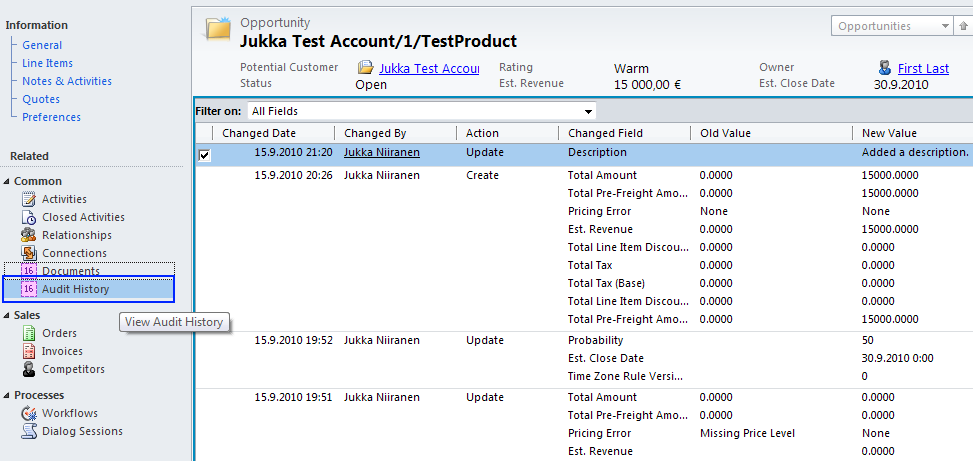 Information
General
Line Items
Notes & Activities
Quotes
Preferences
Related
Common
Activities
Closed Activities
Relationships
Connections
16 Documents
16 Audit History
View Audit History
Sales
Orders
Invoices
Competitors
Processes
Workflows
Dialog Sessions
Opportunity
Jukka Test Account/1/TestProduct
Opportunities
Potential Customer Jukka Test Accou Rating Warm Owner First Last
Status Open Est. Revenue 15 000,00 € Est. Close Date 30.9.2010
Filter on: All Fields
Changed Date Changed By Action Changed Field Old Value New Value
15.9.2010 21:20 Jukka Niiranen Update Description Added a description.
15.9.2010 20:26 Jukka Niiranen Create Total Amount 0.0000 15000.0000
Total Pre-Freight Amo... 0.0000 15000.0000
Pricing Error None None
Est. Revenue 0.0000 15000.0000
Total Line Item Discou... 0.0000 0.0000
Total Tax 0.0000 0.0000
Total Tax (Base) 0.0000 0.0000
Total Line Item Discou... 0.0000 0.0000
Total Pre-Freight Amo... 0.0000 15000.0000
15.9.2010 19:52 Jukka Niiranen Update Probability 50
Est. Close Date 30.9.2010 0:00
Time Zone Rule Versi... 0
15.9.2010 19:51 Jukka Niiranen Update Total Amount 0.0000 0.0000
Total Pre-Freight Amo... 0.0000 0.0000
Pricing Error Missing Price Level None
Est. Revenue 0.0000